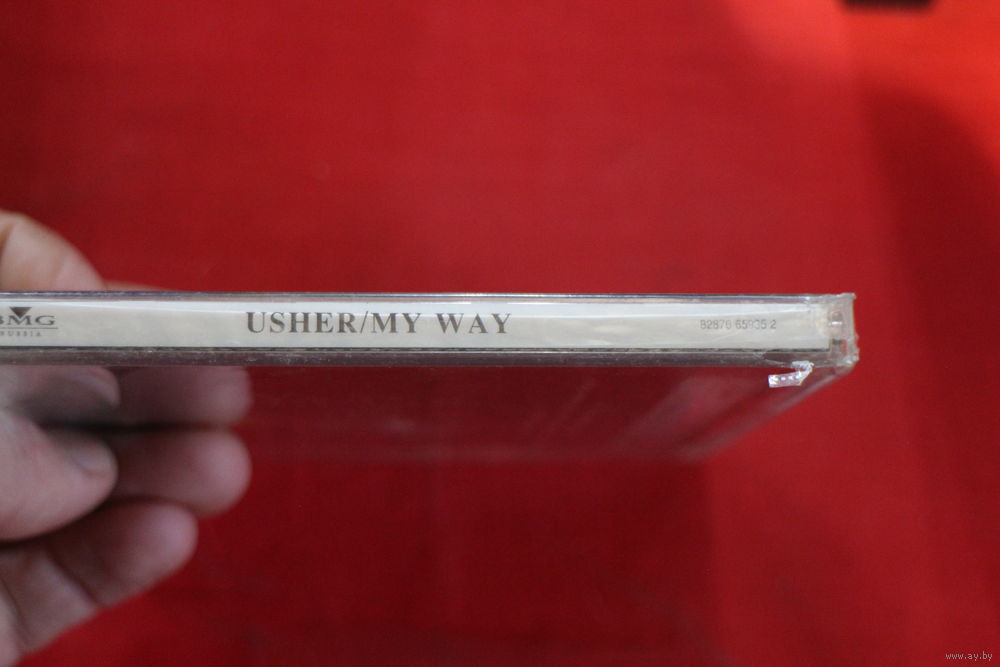 BMG
RUSSIA
USHER/MY WAY
82876 65935 2
www.ay.by